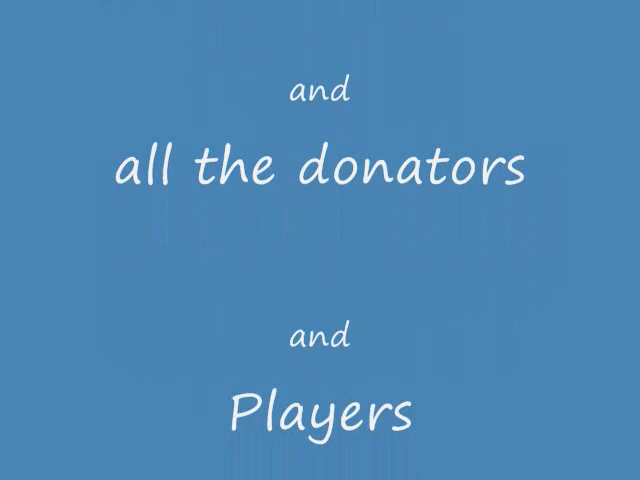 and
all the donators
and
Players